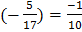 (-5/17) = -1/10